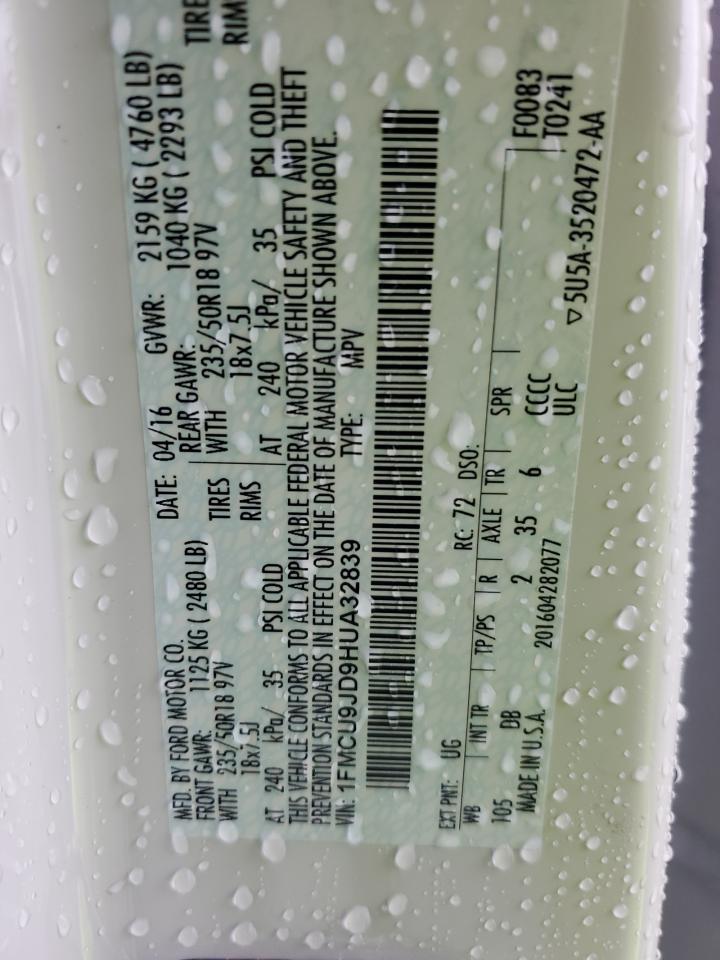 MFD. BY FORD MOTOR CO. DATE: 04/16 GVWR: 2159 KG ( 4760 LB)
FRONT GAWR: 1125 KG ( 2480 LB) REAR GAWR: 1040 KG ( 2293 LB)
WITH 235/50R18 97V TIRES WITH 235/50R18 97V TIRE
18x7.5J RIMS 18x7.5J RIM
AT 240 kPa/ 35 PSI COLD AT 240 kPa/ 35 PSI COLD
THIS VEHICLE CONFORMS TO ALL APPLICABLE FEDERAL MOTOR VEHICLE SAFETY AND THEFT
PREVENTION STANDARDS IN EFFECT ON THE DATE OF MANUFACTURE SHOWN ABOVE.
VIN: 1FMCU9JD9HUA32839 TYPE: MPV
EXT PNT: UG RC: 72 DSO:
WB INT TR TP/PS R AXLE TR SPR F0083
105 DB 2 35 6 CCCC T0241
MADE IN U.S.A. 201604282077 ULC ▽5U5A-3520472-AA